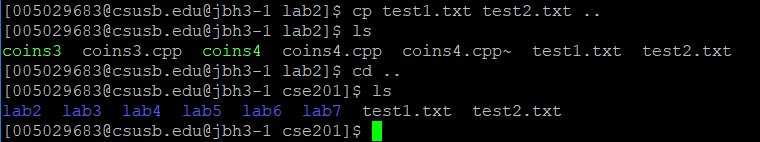 [005029683@csusb.edu@jbh3-1 lab2]$ cp test1.txt test2.txt ..
[005029683@csusb.edu@jbh3-1 lab2]$ ls
coins3  coins3.cpp  coins4  coins4.cpp  coins4.cpp~  test1.txt  test2.txt
[005029683@csusb.edu@jbh3-1 lab2]$ cd ..
[005029683@csusb.edu@jbh3-1 cse201]$ ls
lab2  lab3  lab4  lab5  lab6  lab7  test1.txt  test2.txt
[005029683@csusb.edu@jbh3-1 cse201]$